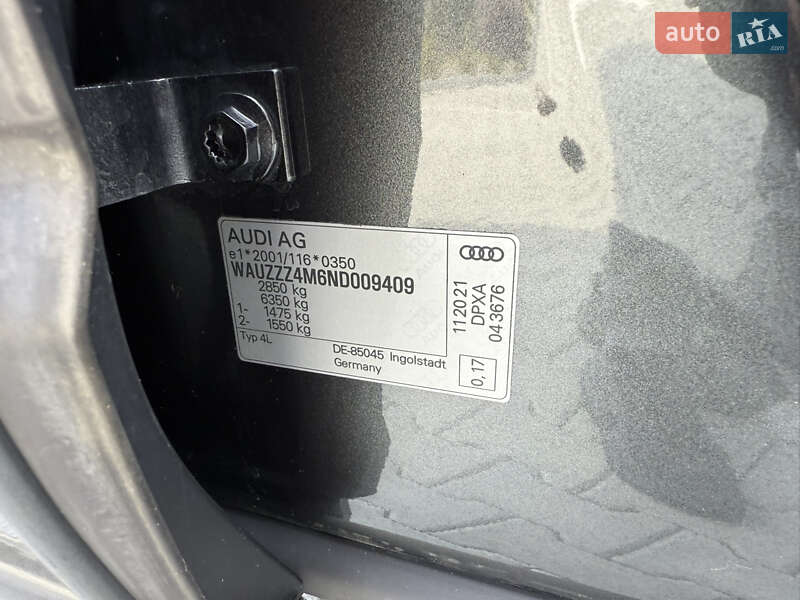 auto RIA.com
AUDI AG
e1*2001/116*0350
WAUZZZ4M6ND009409
2850 kg
6350 kg
1- 1475 kg
2- 1550 kg
Typ 4L
DE-85045 Ingolstadt
Germany
112021
DPXA
043676
0,17